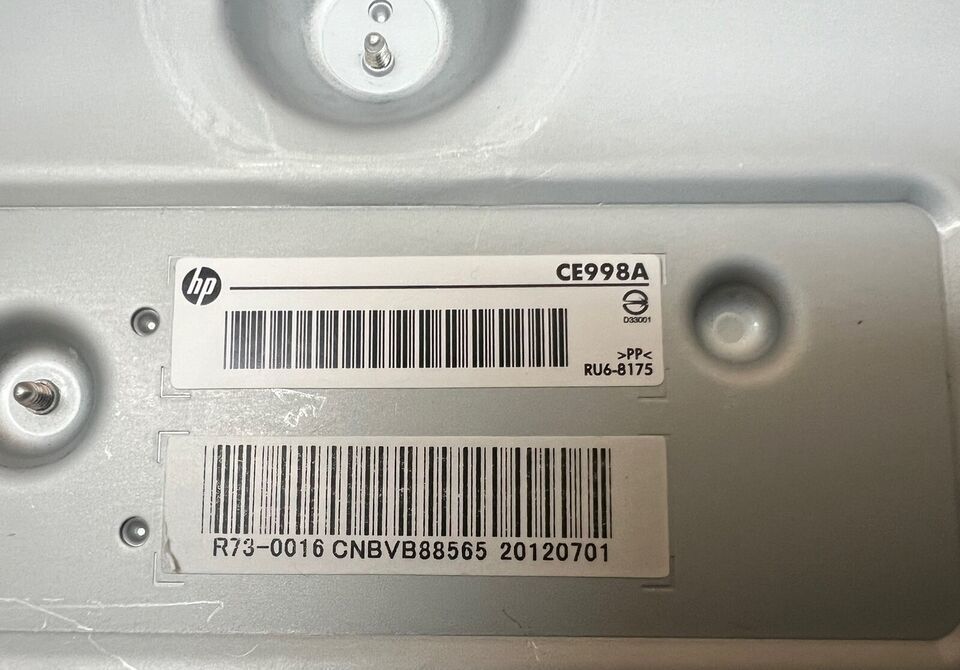 hp CE998A
D33001
>PP<
RU6-8175
R73-0016 CNBVB88565 20120701